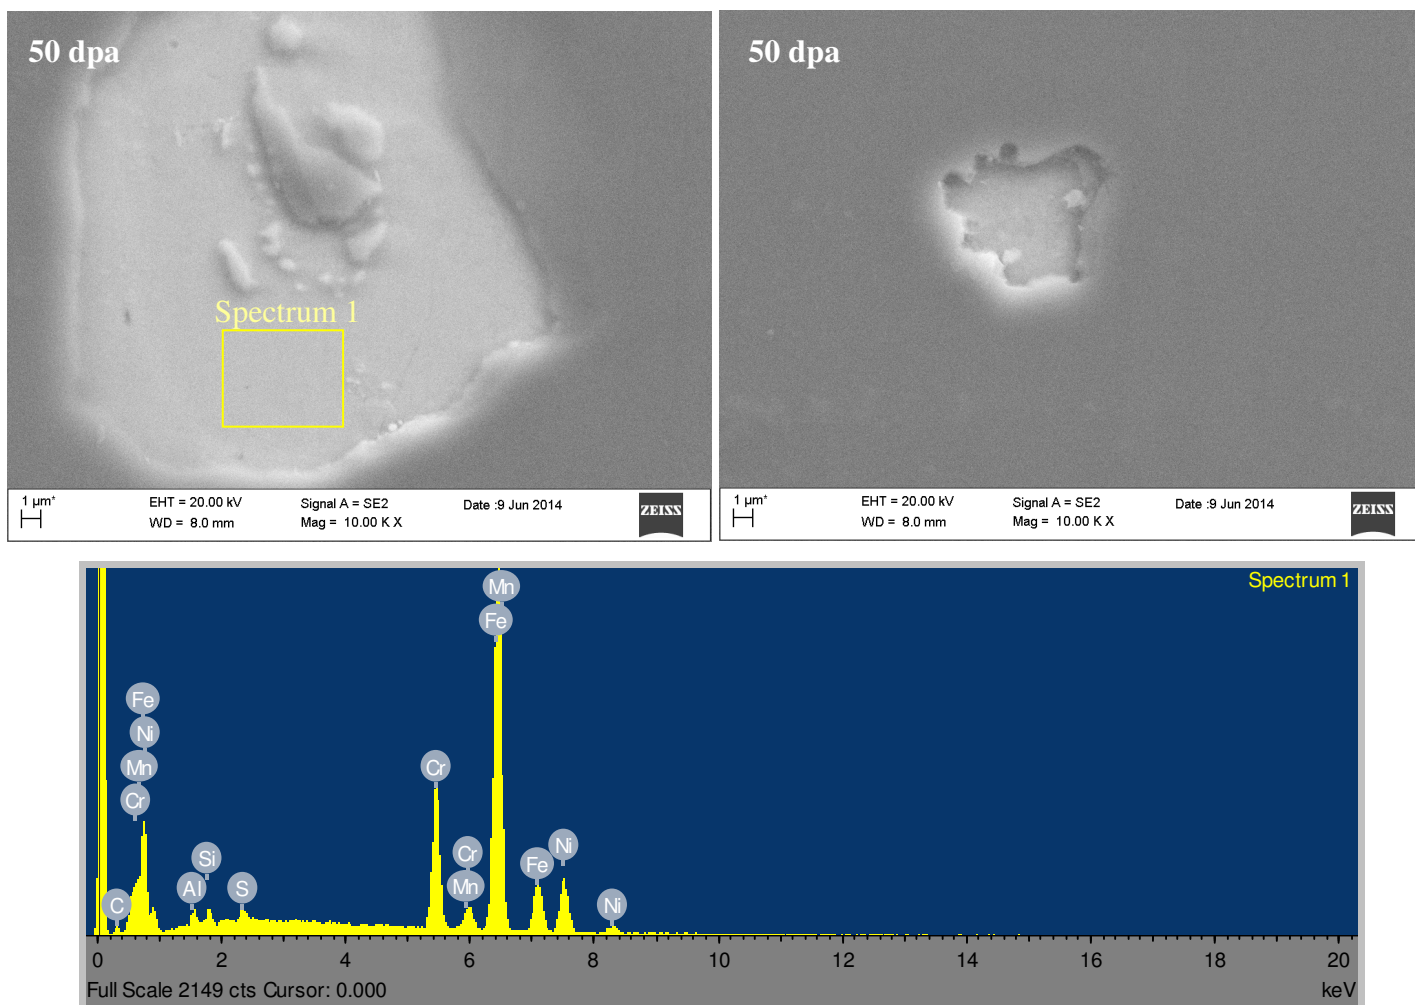 50 dpa
Spectrum 1
1 µm*
EHT = 20.00 kV
WD = 8.0 mm
Signal A = SE2
Mag = 10.00 K X
Date :9 Jun 2014
ZEISS
50 dpa
1 µm*
EHT = 20.00 kV
WD = 8.0 mm
Signal A = SE2
Mag = 10.00 K X
Date :9 Jun 2014
ZEISS
Spectrum 1
Mn
Fe
Fe
Ni
Mn
Cr
C
Al
Si
S
Cr
Cr
Mn
Fe
Ni
Ni
0 2 4 6 8 10 12 14 16 18 20
Full Scale 2149 cts Cursor: 0.000 keV